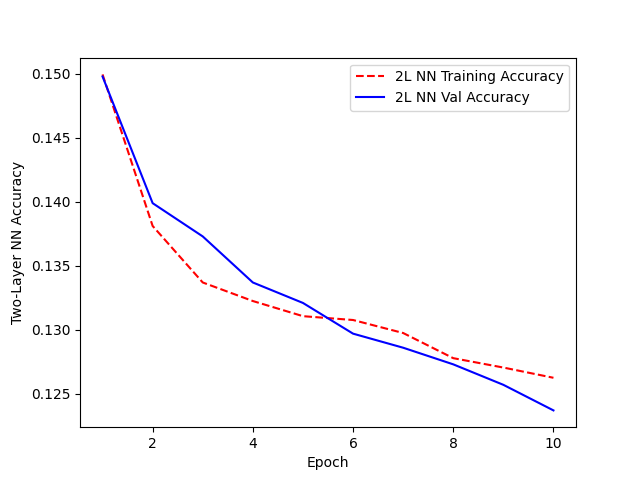 2L NN Training Accuracy
2L NN Val Accuracy
Two-Layer NN Accuracy
0.150
0.145
0.140
0.135
0.130
0.125
2 4 6 8 10
Epoch